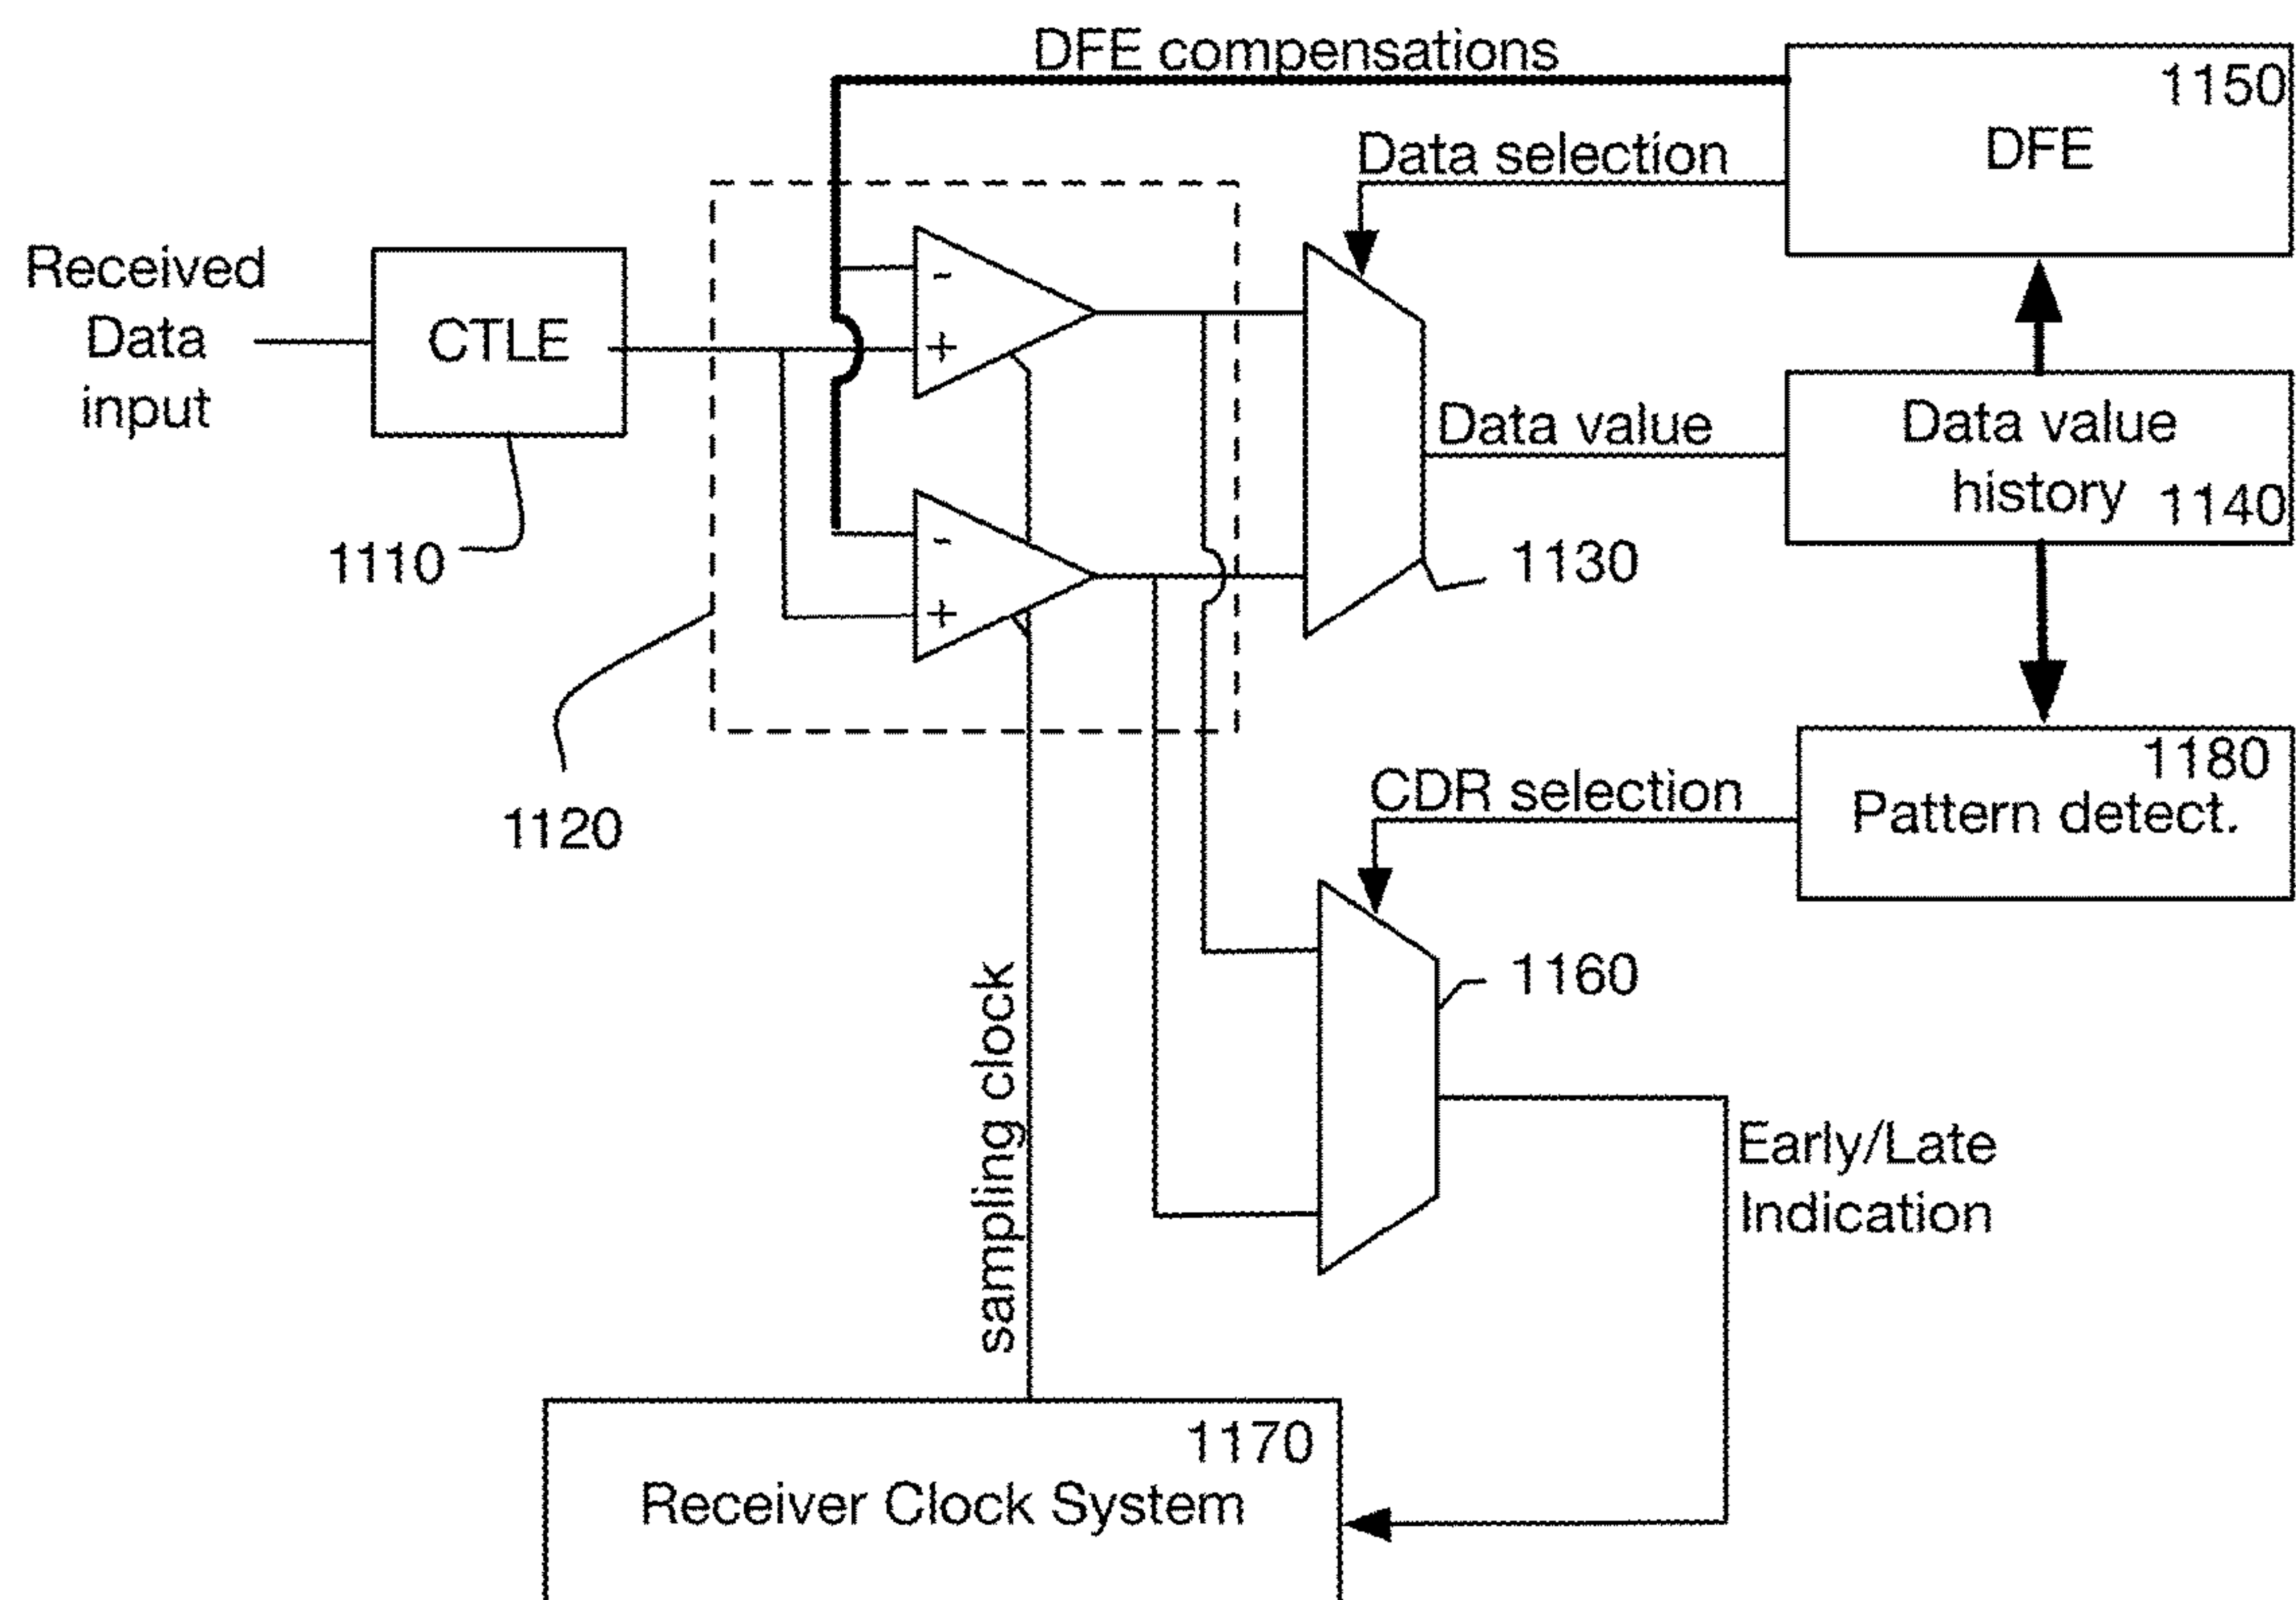 DFE compensations
1150
DFE
Data selection
Received
Data
input
CTLE
-
+
Data value
Data value
history
1140
1110
-
+
1130
1120
1180
Pattern detect.
CDR selection
1160
sampling clock
Early/Late
Indication
1170
Receiver Clock System